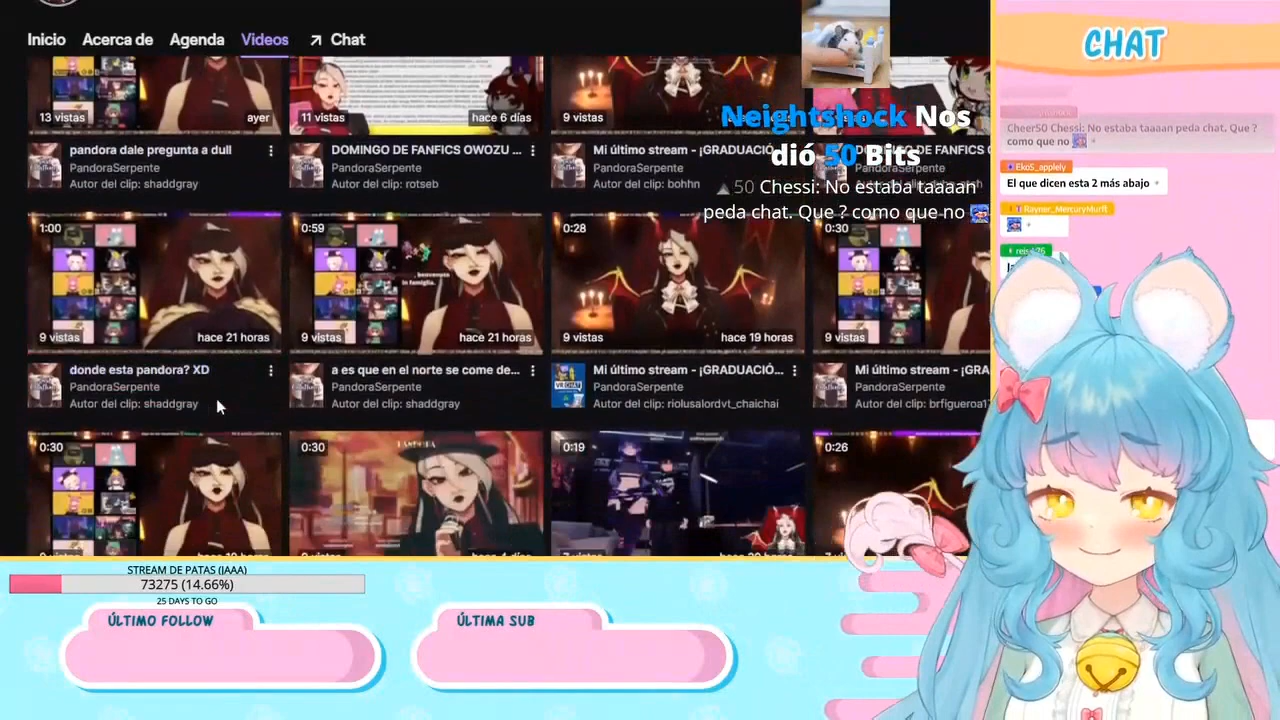 Inicio Acerca de Agenda Videos Chat
CHAT
13 vistas ayer
11 vistas hace 6 días
9 vistas
Neightshock Nos
dió 50 Bits
50 Chessi: No estaba taaaan
peda chat. Que ? como que no
Cheer50 Chessi: No estaba taaaan peda chat. Que ?
como que no
EkoS_applely
El que dicen esta 2 más abajo
Rayner_MercuryMurff
pandora dale pregunta a dull
PandoraSerpente
Autor del clip: shaddgray
DOMINGO DE FANFICS OWOZU ...
PandoraSerpente
Autor del clip: rotseb
Mi último stream - ¡GRADUACIÓ...
PandoraSerpente
Autor del clip: bohhn
1:00
9 vistas hace 21 horas
0:59
9 vistas hace 21 horas
0:28
9 vistas hace 19 horas
0:30
9 vistas
donde esta pandora? XD
PandoraSerpente
Autor del clip: shaddgray
a es que en el norte se come de...
PandoraSerpente
Autor del clip: shaddgray
Mi último stream - ¡GRADUACIÓ...
PandoraSerpente
Autor del clip: riolusalordvt_chaichai
Mi último stream - ¡GRA
PandoraSerpente
Autor del clip: brfigueroa1
0:30
0:30
PANDORA
0:19
0:26
STREAM DE PATAS (JAAA)
73275 (14.66%)
25 DAYS TO GO
ÚLTIMO FOLLOW
ÚLTIMA SUB